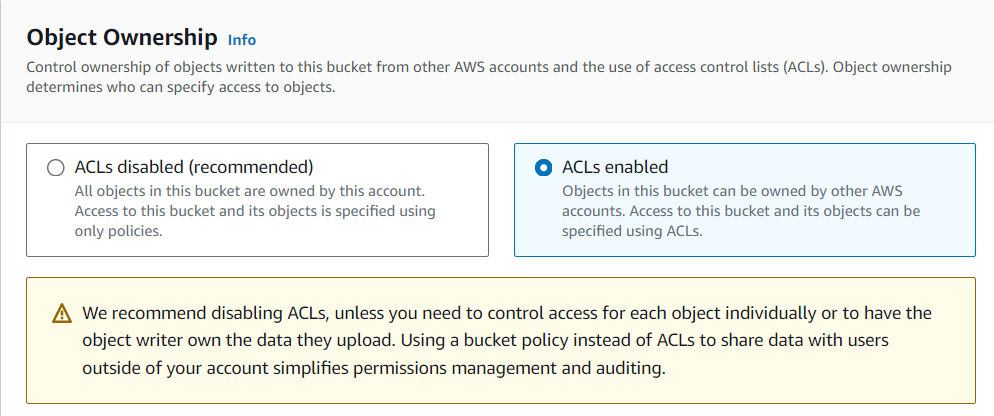 Object Ownership Info
Control ownership of objects written to this bucket from other AWS accounts and the use of access control lists (ACLs). Object ownership
determines who can specify access to objects.
ACLs disabled (recommended)
All objects in this bucket are owned by this account.
Access to this bucket and its objects is specified using
only policies.
ACLs enabled
Objects in this bucket can be owned by other AWS
accounts. Access to this bucket and its objects can be
specified using ACLs.
We recommend disabling ACLs, unless you need to control access for each object individually or to have the
object writer own the data they upload. Using a bucket policy instead of ACLs to share data with users
outside of your account simplifies permissions management and auditing.